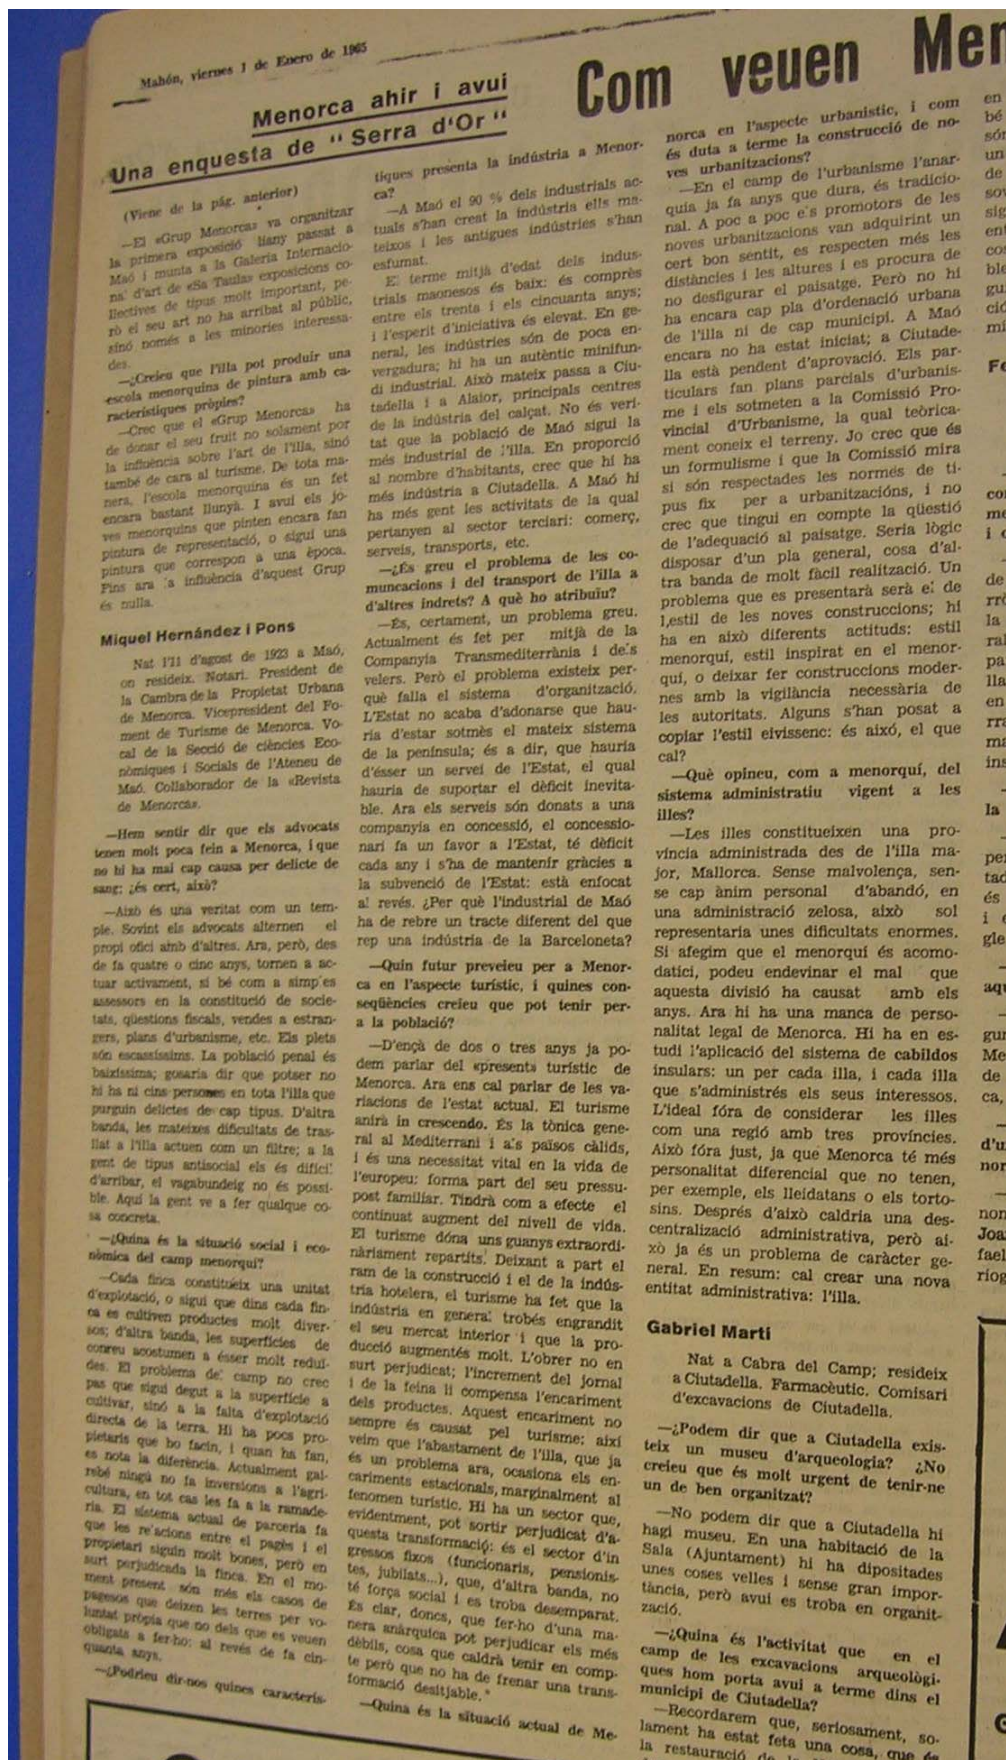 Mahón, viernes 1 de Enero de 1965
Menorca ahir i avui
Una enquesta de "Serra d'Or"
Com veuen Men
(Viene de la pág. anterior)
—El «Grup Menorca» va organitzar
la primera exposició l'any passat a
Maó i munta a la Galeria Internacio-
na' d'art de «Sa Taula» exposicions co-
llectives de tipus molt important, pe-
rò el seu art no ha arribat al públic,
sinó només a les minories interessa-
des.
—¿Creieu que l'illa pot produir una
escola menorquina de pintura amb ca-
racterístiques pròpies?
—Crec que el «Grup Menorca» ha
de donar el seu fruit no solament por
la influència sobre l'art de l'illa, sinó
també de cara al turisme. De tota ma-
nera, l'escola menorquina és un fet
encara bastant llunyà. I avui els jo-
ves menorquins que pinten encara fan
pintura de representació, o sigui una
pintura que correspon a una època.
Fins ara 'a influència d'aquest Grup
és nulla.
Miquel Hernández i Pons
Nat l'11 d'agost de 1923 a Maó,
on resideix. Notari. President de
la Cambra de la Propietat Urbana
de Menorca. Vicepresident del Fo-
ment de Turisme de Menorca. Vo-
cal de la Secció de ciències Eco-
nòmiques i Socials de l'Ateneu de
Maó. Collaborador de la «Revista
de Menorca».
—Hem sentir dir que els advocats
tenen molt poca fein a Menorca, i que
no hi ha mai cap causa per delicte de
sang: ¿és cert, això?
—Això és una veritat com un tem-
ple. Sovint els advocats alternen el
propi ofici amb d'altres. Ara, però, des
de fa quatre o cinc anys, tornen a ac-
tuar activament, si bé com a simp'es
assessors en la constitució de socie-
tats, qüestions fiscals, vendes a estran-
gers, plans d'urbanisme, etc. Els plets
són escassíssims. La població penal és
baixíssima; gosaria dir que potser no
hi ha ni cinc persones en tota l'illa que
purguin delictes de cap tipus. D'altra
banda, les mateixes dificultats de tras-
llat a l'illa actuen com un filtre; a la
gent de tipus antisocial els és difíci'
d'arribar, el vagabundeig no és possi-
ble. Aquí la gent ve a fer qualque co-
sa concreta.
—¿Quina és la situació social i eco-
nòmica del camp menorquí?
—Cada finca constitueix una unitat
d'explotació, o sigui que dins cada fin-
ca es cultiven productes molt diver-
sos; d'altra banda, les superfícies de
conreu acostumen a ésser molt reduï-
des. El problema de' camp no crec
pas que sigui degut a la superfície a
cultivar, sinó a la falta d'explotació
directa de la terra. Hi ha pocs pro-
pietaris que ho facin, i quan ha fan,
es nota la diferència. Actualment gai-
rebé ningú no fa inversions a l'agri-
cultura, en tot cas les fa a la ramade-
ria. El sistema actual de parceria fa
que les re'acions entre el pagès i el
propietari siguin molt bones, però en
surt perjudicada la finca. En el mo-
ment present són més els casos de
pagesos que deixen les terres per vo-
luntat pròpia que no dels que es veuen
obligats a fer-ho: al revés de fa cin-
quanta anys.
—¿Podrieu dir-nos quines caracterís-
tiques presenta la indústria a Menor-
ca?
—A Maó el 90 % dels industrials ac-
tuals s'han creat la indústria ells ma-
teixos i les antigues indústries s'han
esfumat.
E' terme mitjà d'edat dels indus-
trials maonesos és baix: és comprès
entre els trenta i els cinquanta anys;
i l'esperit d'iniciativa és elevat. En ge-
neral, les indústries són de poca en-
vergadura; hi ha un autèntic minifun-
di industrial. Això mateix passa a Ciu-
tadella i a Alaior, principals centres
de la indústria del calçat. No és veri-
tat que la població de Maó sigui la
més industrial de 'illa. En proporció
al nombre d'habitants, crec que hi ha
més indústria a Ciutadella. A Maó hi
ha més gent les activitats de la qual
pertanyen al sector terciari: comerç,
serveis, transports, etc.
—¿És greu el problema de les co-
muncacions i del transport de l'illa a
d'altres indrets? A què ho atribuïu?
—És, certament, un problema greu.
Actualment és fet per mitjà de la
Companyia Transmediterrània i de's
velers. Però el problema existeix per-
què falla el sistema d'organització.
L'Estat no acaba d'adonarse que hau-
ria d'estar sotmès el mateix sistema
de la península; és a dir, que hauria
d'ésser un servei de l'Estat, el qual
hauria de suportar el dèficit inevita-
ble. Ara els serveis són donats a una
companyia en concessió, el concessio-
nari fa un favor a l'Estat, té dèficit
cada any i s'ha de mantenir gràcies a
la subvenció de l'Estat: està enfocat
a' revés. ¿Per què l'industrial de Maó
ha de rebre un tracte diferent del que
rep una indústria de la Barceloneta?
—Quin futur preveieu per a Menor-
ca en l'aspecte turístic, i quines con-
seqüències creieu que pot tenir per-
a la població?
—D'ençà de dos o tres anys ja po-
dem parlar del «present» turístic de
Menorca. Ara ens cal parlar de les va-
riacions de l'estat actual. El turisme
anirà in crescendo. És la tònica gene-
ral al Mediterrani i a's països càlids,
i és una necessitat vital en la vida de
l'europeu: forma part del seu pressu-
post familiar. Tindrà com a efecte el
continuat augment del nivell de vida.
El turisme dóna uns guanys extraordi-
nàriament repartits. Deixant a part el
ram de la construcció i el de la indús-
tria hotelera, el turisme ha fet que la
indústria en genera' trobés engrandit
el seu mercat interior i que la pro-
ducció augmentés molt. L'obrer no en
surt perjudicat; l'increment del jornal
i de la feina li compensa l'encariment
dels productes. Aquest encariment no
sempre és causat pel turisme; així
veim que l'abastament de l'illa, que ja
és un problema ara, ocasiona els en-
cariments estacionals, marginalment al
fenomen turístic. Hi ha un sector que,
evidentment, pot sortir perjudicat d'a-
questa transformació: és el sector d'in
gressos fixos (funcionaris, pensionis-
tes, jubilats...), que, d'altra banda, no
té força social i es troba desemparat.
És clar, doncs, que fer-ho d'una ma-
nera anàrquica pot perjudicar els més
dèbils, cosa que caldrà tenir en comp-
te però que no ha de frenar una trans-
formació desitjable."
—Quina és la situació actual de Me-
norca en l'aspecte urbanistic, i com
és duta a terme la construcció de no-
ves urbanitzacions?
—En el camp de l'urbanisme l'anar-
quia ja fa anys que dura, és tradicio-
nal. A poc a poc e's promotors de les
noves urbanitzacions van adquirint un
cert bon sentit, es respecten més les
distàncies i les altures i es procura de
no desfigurar el paisatge. Però no hi
ha encara cap pla d'ordenació urbana
de l'illa ni de cap municipi. A Maó
encara no ha estat iniciat; a Ciutade-
lla està pendent d'aprovació. Els par-
ticulars fan plans parcials d'urbanis-
me i els sotmeten a la Comissió Pro-
vincial d'Urbanisme, la qual teòrica-
ment coneix el terreny. Jo crec que és
un formulisme i que la Comissió mira
si són respectades les normes de ti-
pus fix per a urbanitzacións, i no
crec que tingui en compte la qüestió
de l'adequació al paisatge. Seria lògic
disposar d'un pla general, cosa d'al-
tra banda de molt fàcil realització. Un
problema que es presentarà serà e' de
l,estil de les noves construccions; hi
ha en això diferents actituds: estil
menorquí, estil inspirat en el menor-
quí, o deixar fer construccions moder-
nes amb la vigilància necessària de
les autoritats. Alguns s'han posat a
copiar l'estil eivissenc: és aixó, el que
cal?
—Què opineu, com a menorquí, del
sistema administratiu vigent a les
illes?
—Les illes constitueixen una pro-
víncia administrada des de l'illa ma-
jor, Mallorca. Sense malvolença, sen-
se cap ànim personal d'abandó, en
una administració zelosa, això sol
representaria unes dificultats enormes.
Si afegim que el menorquí és acomo-
datici, podeu endevinar el mal que
aquesta divisió ha causat amb els
anys. Ara hi ha una manca de perso-
nalitat legal de Menorca. Hi ha en es-
tudi l'aplicació del sistema de cabildos
insulars: un per cada illa, i cada illa
que s'administrés els seus interessos.
L'ideal fóra de considerar les illes
com una regió amb tres províncies.
Això fóra just, ja que Menorca té més
personalitat diferencial que no tenen,
per exemple, els lleidatans o els torto-
sins. Després d'això caldria una des-
centralització administrativa, però ai-
xò ja és un problema de caràcter ge-
neral. En resum: cal crear una nova
entitat administrativa: l'illa.
Gabriel Martí
Nat a Cabra del Camp; resideix
a Ciutadella. Farmacèutic. Comisari
d'excavacions de Ciutadella.
—¿Podem dir que a Ciutadella exis-
teix un museu d'arqueologia? ¿No
creieu que és molt urgent de tenir-ne
un de ben organitzat?
—No podem dir que a Ciutadella hi
hagi museu. En una habitació de la
Sala (Ajuntament) hi ha dipositades
unes coses velles i sense gran impor-
tància, però avui es troba en organit-
zació.
—¿Quina és l'activitat que en el
camp de les excavacions arqueològi-
ques hom porta avui a terme dins el
municipi de Ciutadella?
—Recordarem que, seriosament, so-
lament ha estat feta una cosa, que és
la restauració de